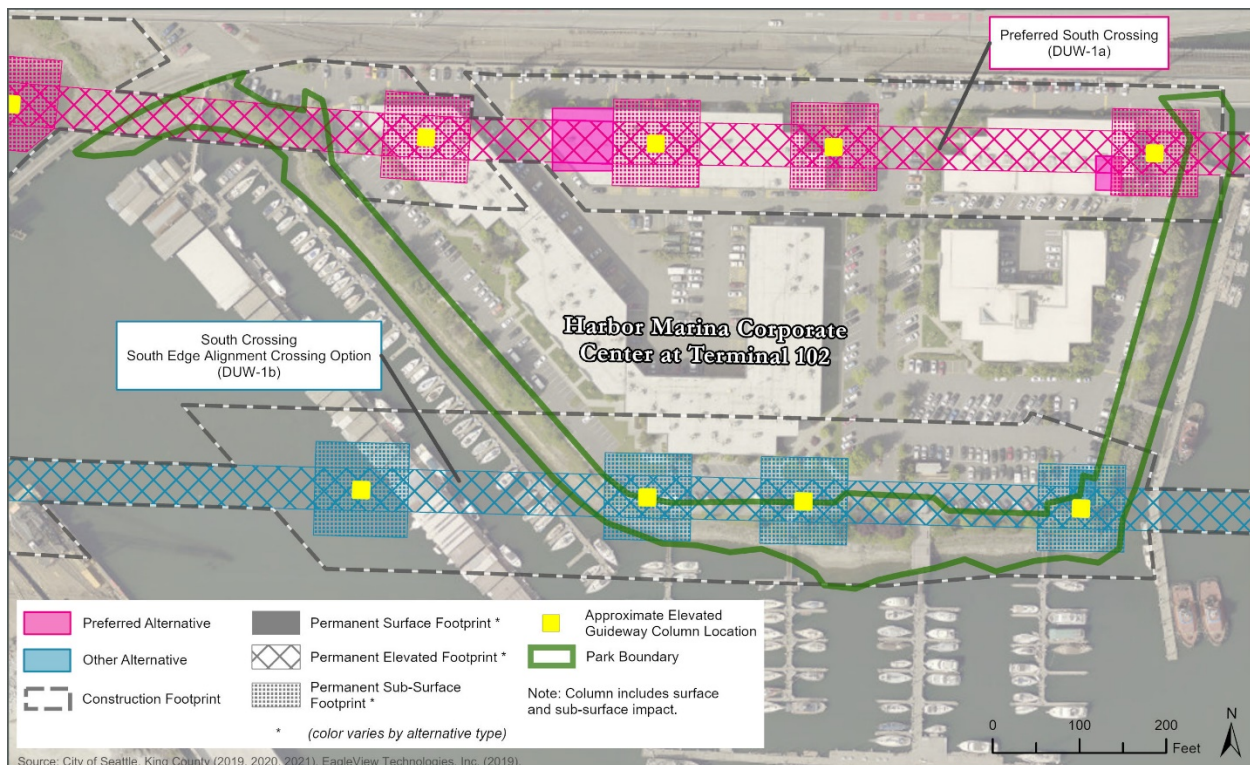 Preferred South Crossing
(DUW-1a)
Harbor Marina Corporate
Center at Terminal 102
South Crossing
South Edge Alignment Crossing Option
(DUW-1b)
Preferred Alternative
Other Alternative
Construction Footprint
Permanent Surface Footprint *
Permanent Elevated Footprint *
Permanent Sub-Surface
Footprint *
* (color varies by alternative type)
Approximate Elevated
Guideway Column Location
Park Boundary
Note: Column includes surface
and sub-surface impact.
0 100 200
Feet
N
Source: City of Seattle, King County (2019, 2020, 2021), EagleView Technologies, Inc. (2019).